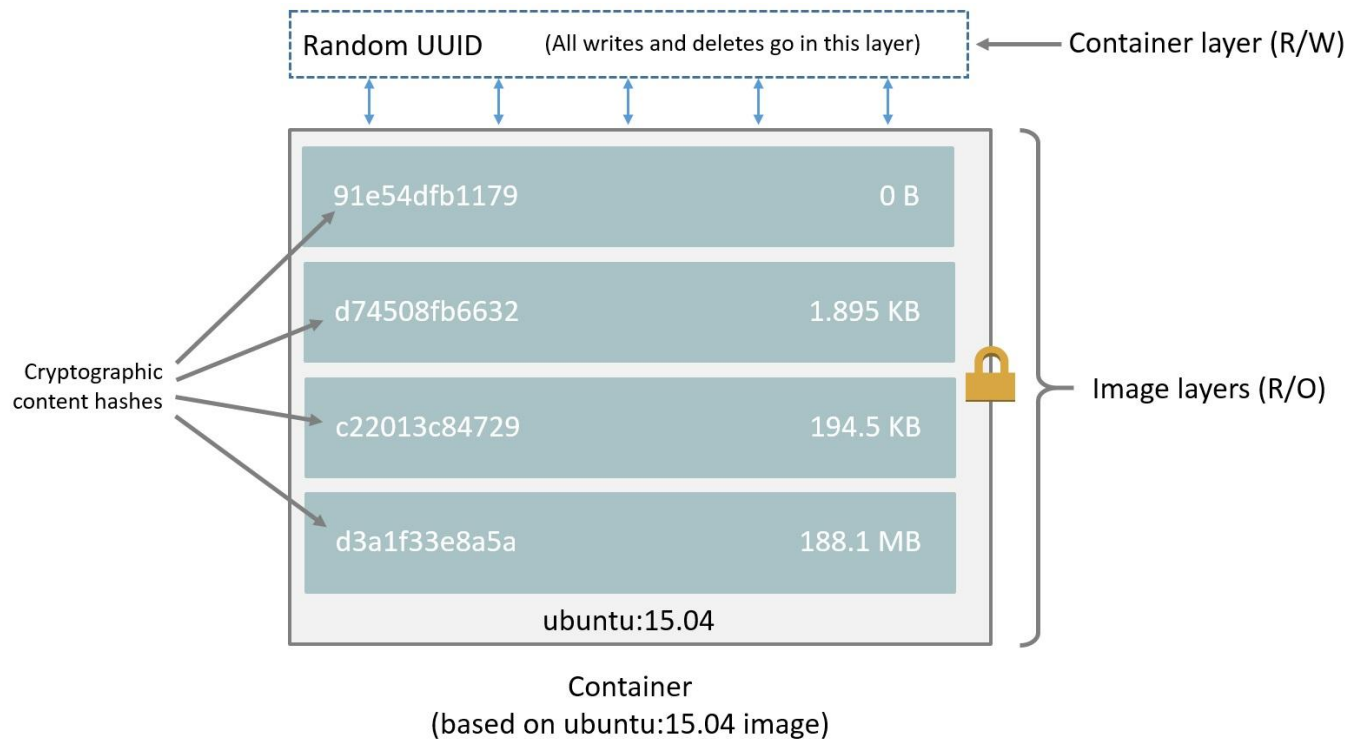 Random UUID (All writes and deletes go in this layer)
Container layer (R/W)
91e54dfb1179 0 B
d74508fb6632 1.895 KB
Cryptographic
content hashes
Image layers (R/O)
c22013c84729 194.5 KB
d3a1f33e8a5a 188.1 MB
ubuntu:15.04
Container
(based on ubuntu:15.04 image)